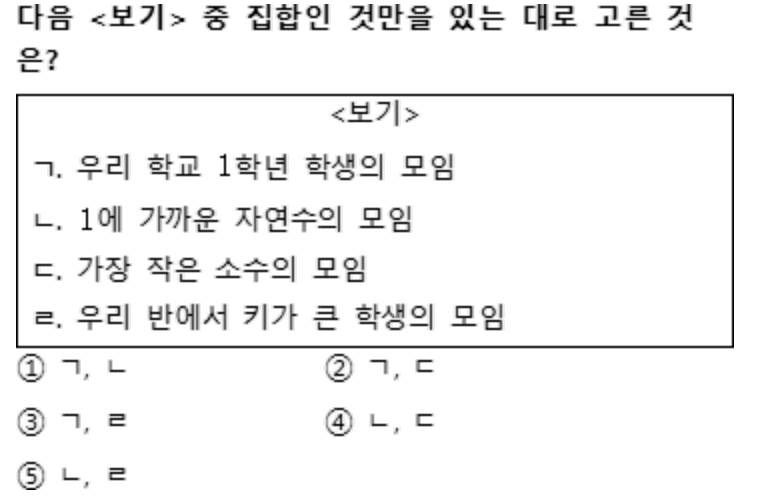 다음 <보기> 중 집합인 것만을 있는 대로 고른 것
은?
<보기>
ㄱ. 우리 학교 1학년 학생의 모임
ㄴ. 1에 가까운 자연수의 모임
ㄷ. 가장 작은 소수의 모임
ㄹ. 우리 반에서 키가 큰 학생의 모임
① ㄱ, ㄴ ② ㄱ, ㄷ
③ ㄱ, ㄹ ④ ㄴ, ㄷ
⑤ ㄴ, ㄹ